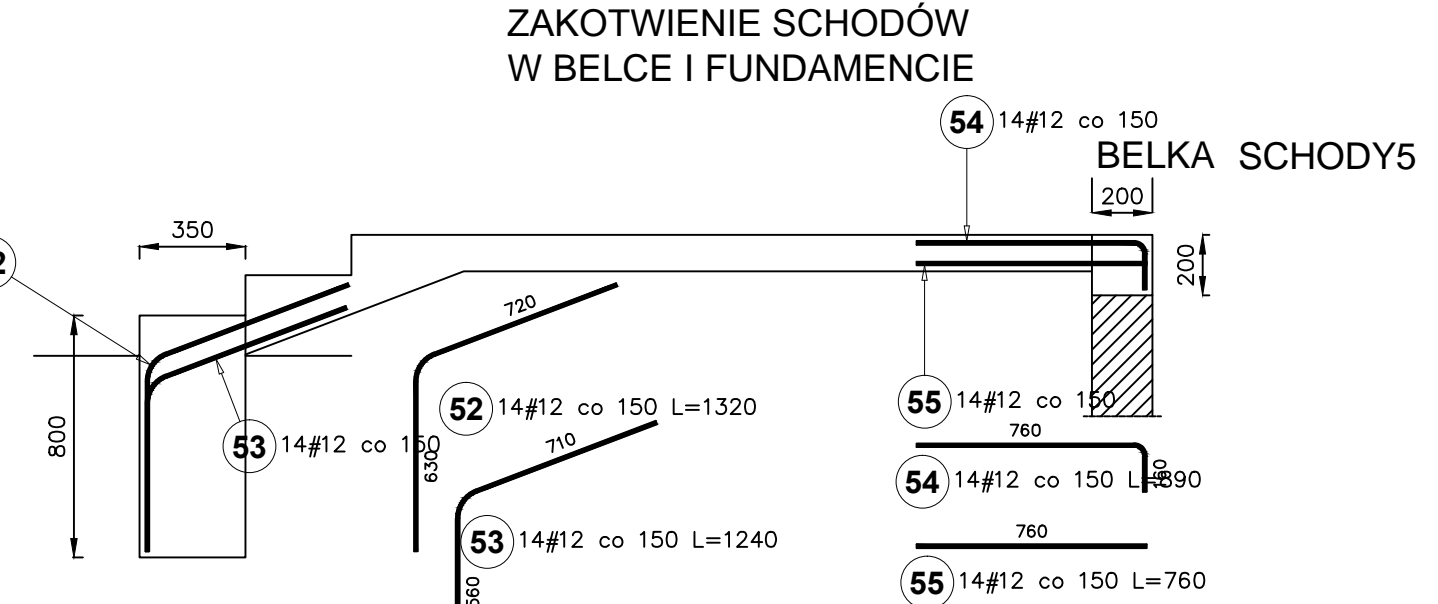 ZAKOTWIENIE SCHODÓW
W BELCE I FUNDAMENCIE
54 14#12 co 150
BELKA SCHODY5
200
350
200
720
800
55 14#12 co 150
52 14#12 co 150 L=1320
53 14#12 co 150
630
710
760
54 14#12 co 150 L=890
160
53 14#12 co 150 L=1240
760
55 14#12 co 150 L=760
560